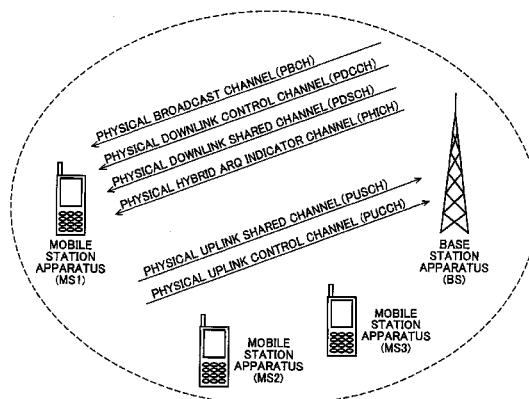 PHYSICAL BROADCAST CHANNEL (PBCH)
PHYSICAL DOWNLINK CONTROL CHANNEL(PDCCH)
PHYSICAL DOWNLINK SHARED CHANNEL(PDSCH)
PHYSICAL HYBRID ARQ INDICATOR CHANNEL(PHICH)
PHYSICAL UPLINK SHARED CHANNEL(PUSCH)
PHYSICAL UPLINK CONTROL CHANNEL (PUCCH)
MOBILE
STATION
APPARATUS
(MS1)
BASE
STATION
APPARATUS
(BS)
MOBILE
STATION
APPARATUS
(MS2)
MOBILE
STATION
APPARATUS
(MS3)